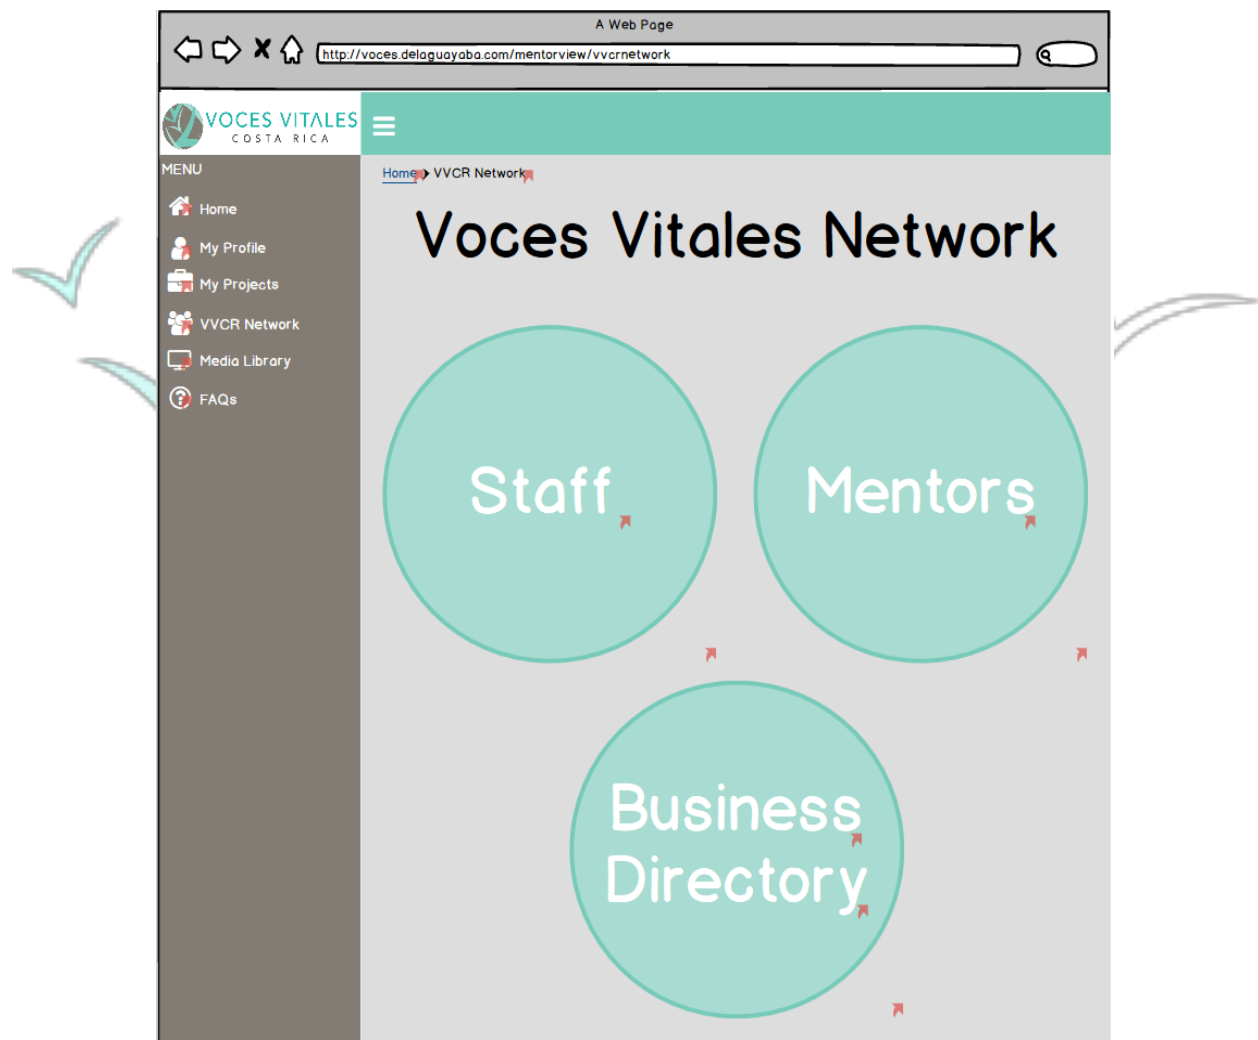 A Web Page
http://voces.delaguayaba.com/mentorview/vvcrnetwork
VOCES VITALES
COSTA RICA
MENU
Home
My Profile
My Projects
VVCR Network
Media Library
FAQs
Home VVCR Network
Voces Vitales Network
Staff
Mentors
Business
Directory